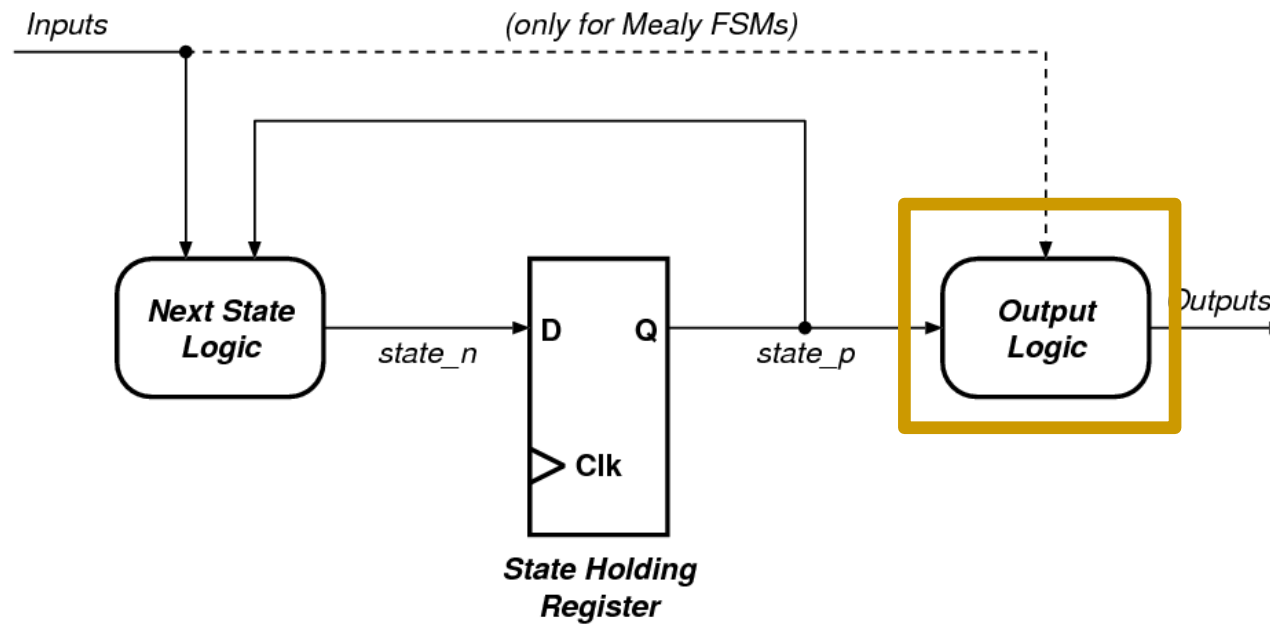 Inputs
(only for Mealy FSMs)
Next State
Logic
state_n
D
Q
Clk
State Holding
Register
state_p
Output
Logic
Outputs